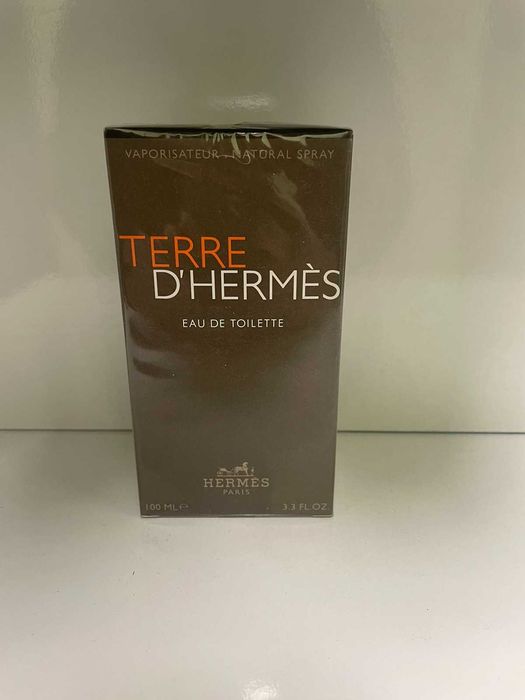 VAPORISATEUR . NATURAL SPRAY
TERRE
D'HERMÈS
EAU DE TOILETTE
HERMÈS
PARIS
100 ML ℮ 3.3 FL.OZ.